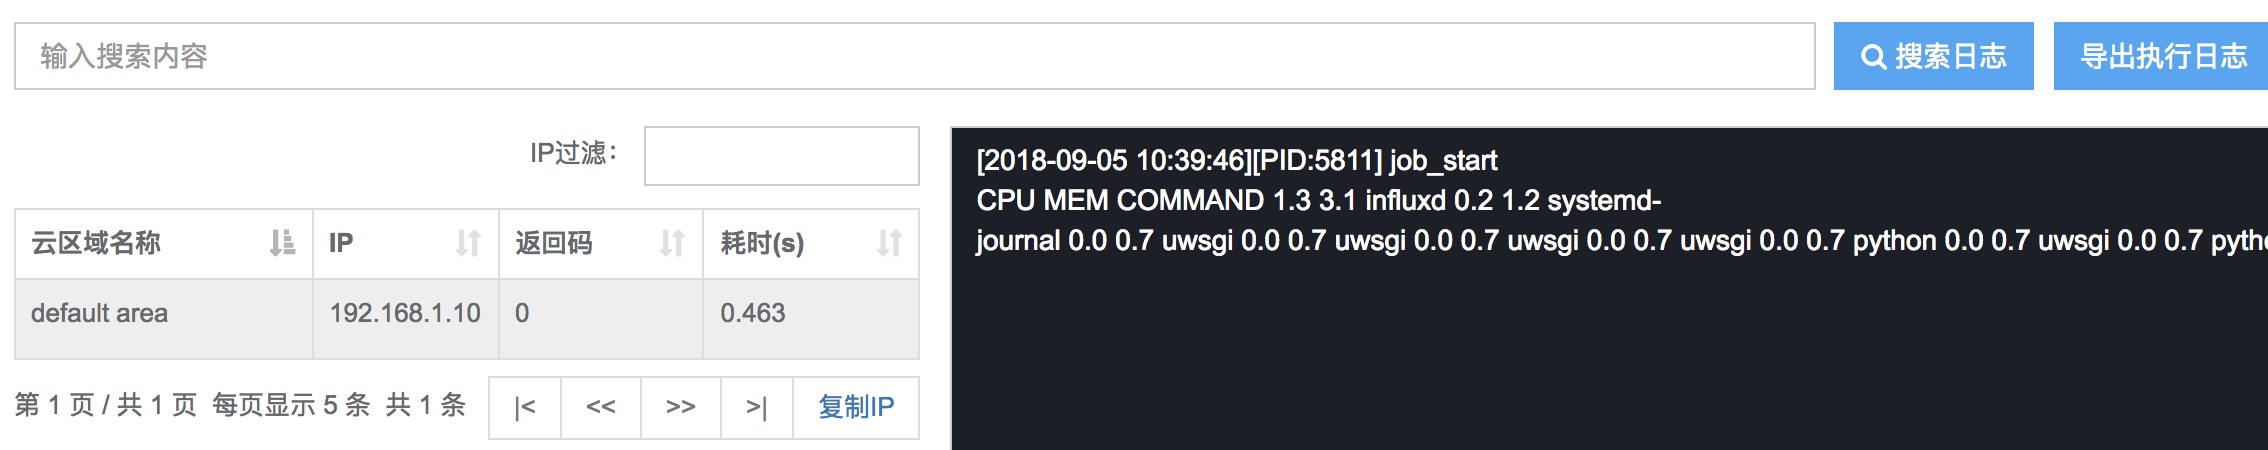 输入搜索内容
搜索日志
导出执行日志
IP过滤：
云区域名称 IP 返回码 耗时(s)
default area 192.168.1.10 0 0.463
第 1 页 / 共 1 页 每页显示 5 条 共 1 条 |< << >> >| 复制IP
[2018-09-05 10:39:46][PID:5811] job_start
CPU MEM COMMAND 1.3 3.1 influxd 0.2 1.2 systemd-
journal 0.0 0.7 uwsgi 0.0 0.7 uwsgi 0.0 0.7 uwsgi 0.0 0.7 uwsgi 0.0 0.7 python 0.0 0.7 uwsgi 0.0 0.7